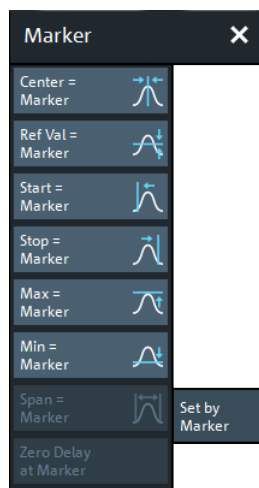 Marker
Center =
Marker
Ref Val =
Marker
Start =
Marker
Stop =
Marker
Max =
Marker
Min =
Marker
Span =
Marker
Set by
Marker
Zero Delay
at Marker